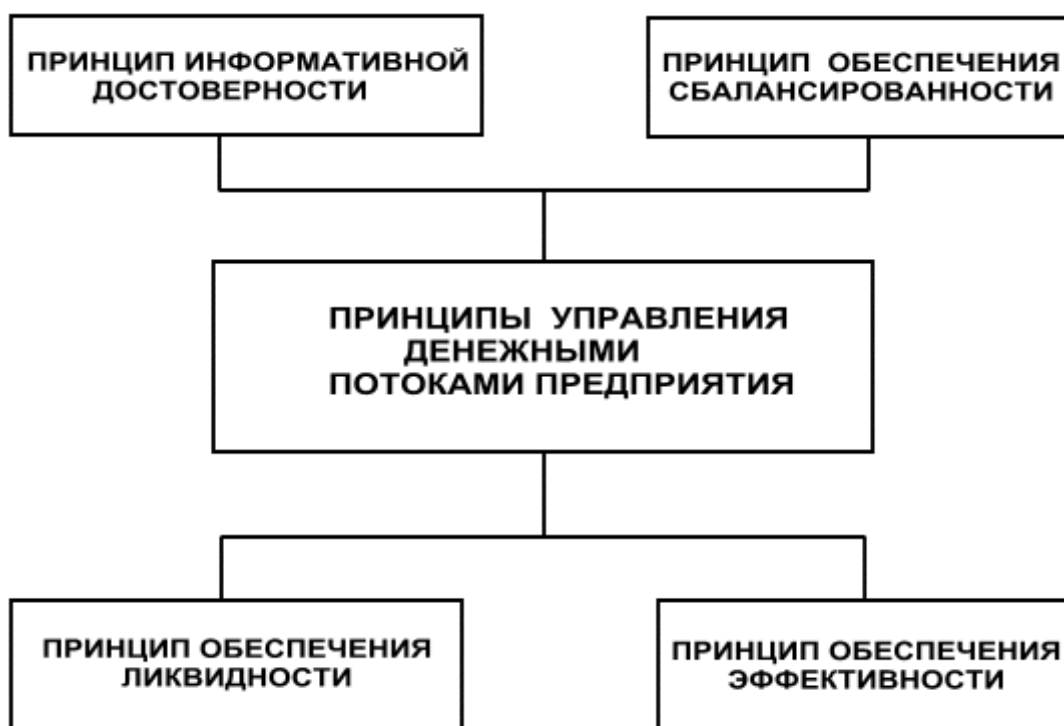 ПРИНЦИП ИНФОРМАТИВНОЙ
ДОСТОВЕРНОСТИ
ПРИНЦИП ОБЕСПЕЧЕНИЯ
СБАЛАНСИРОВАННОСТИ
ПРИНЦИПЫ УПРАВЛЕНИЯ
ДЕНЕЖНЫМИ
ПОТОКАМИ ПРЕДПРИЯТИЯ
ПРИНЦИП ОБЕСПЕЧЕНИЯ
ЛИКВИДНОСТИ
ПРИНЦИП ОБЕСПЕЧЕНИЯ
ЭФФЕКТИВНОСТИ